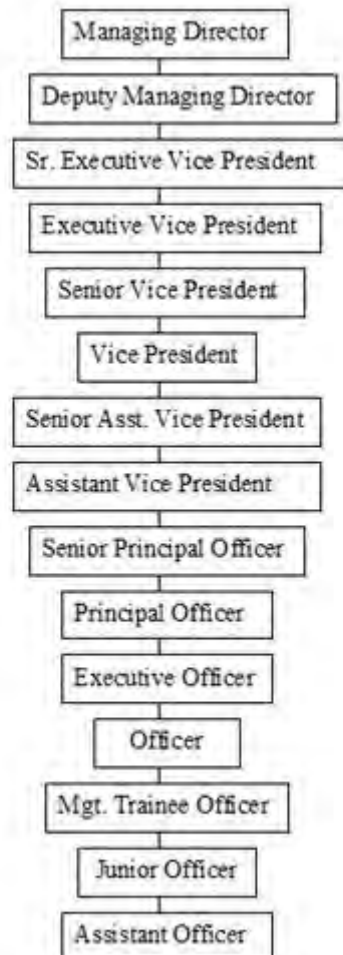 Managing Director
Deputy Managing Director
Sr. Executive Vice President
Executive Vice President
Senior Vice President
Vice President
Senior Asst. Vice President
Assistant Vice President
Senior Principal Officer
Principal Officer
Executive Officer
Officer
Mgt. Trainee Officer
Junior Officer
Assistant Officer